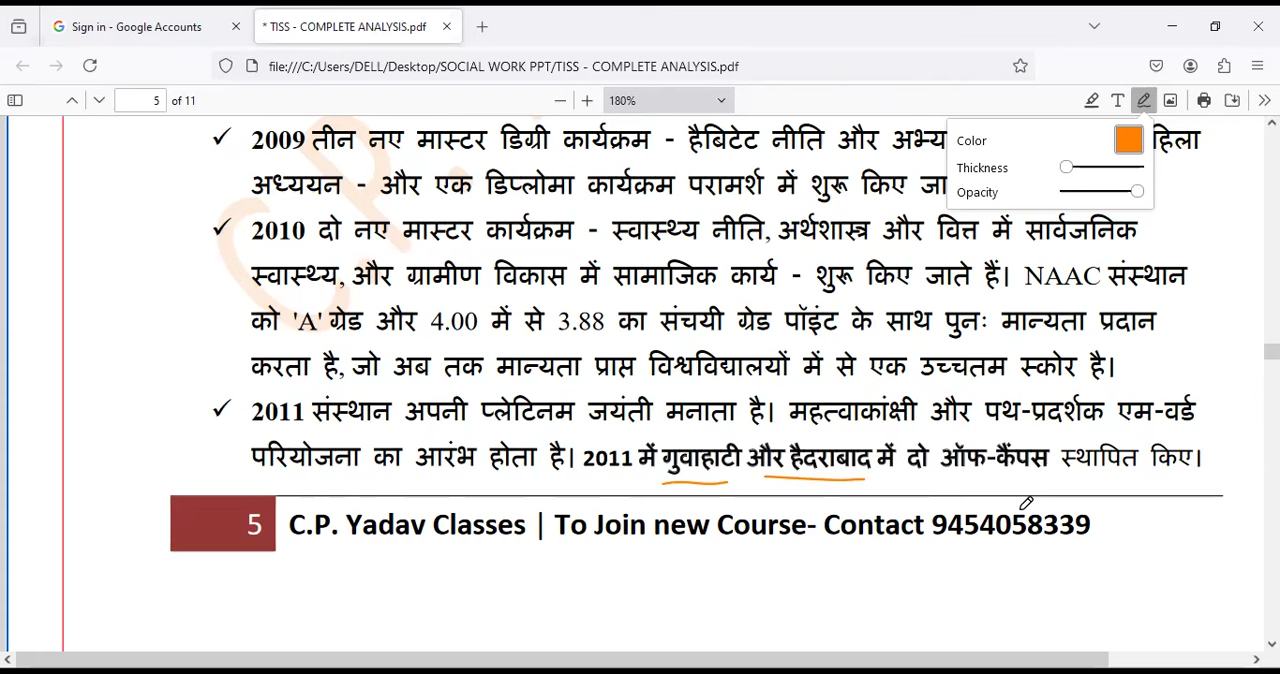 Sign in - Google Accounts
* TISS - COMPLETE ANALYSIS.pdf
file:///C:/Users/DELL/Desktop/SOCIAL WORK PPT/TISS - COMPLETE ANALYSIS.pdf
5 of 11
180%
Color
Thickness
Opacity
2009 तीन नए मास्टर डिग्री कार्यक्रम - हैबिटेट नीति और
अध्ययन - और एक डिप्लोमा कार्यक्रम परामर्श में शुरू किए
2010 दो नए मास्टर कार्यक्रम - स्वास्थ्य नीति, अर्थशास्त्र और वित्त में सार्वजनिक
स्वास्थ्य, और ग्रामीण विकास में सामाजिक कार्य - शुरू किए जाते हैं। NAAC संस्थान
को 'A' ग्रेड और 4.00 में से 3.88 का संचयी ग्रेड पॉइंट के साथ पुनः मान्यता प्रदान
करता है, जो अब तक मान्यता प्राप्त विश्वविद्यालयों में से एक उच्चतम स्कोर है।
2011 संस्थान अपनी प्लेटिनम जयंती मनाता है। महत्वाकांक्षी और पथ-प्रदर्शक एम-वर्ड
परियोजना का आरंभ होता है। 2011 में गुवाहाटी और हैदराबाद में दो ऑफ-कैंपस स्थापित किए।
5 C.P. Yadav Classes | To Join new Course- Contact 9454058339